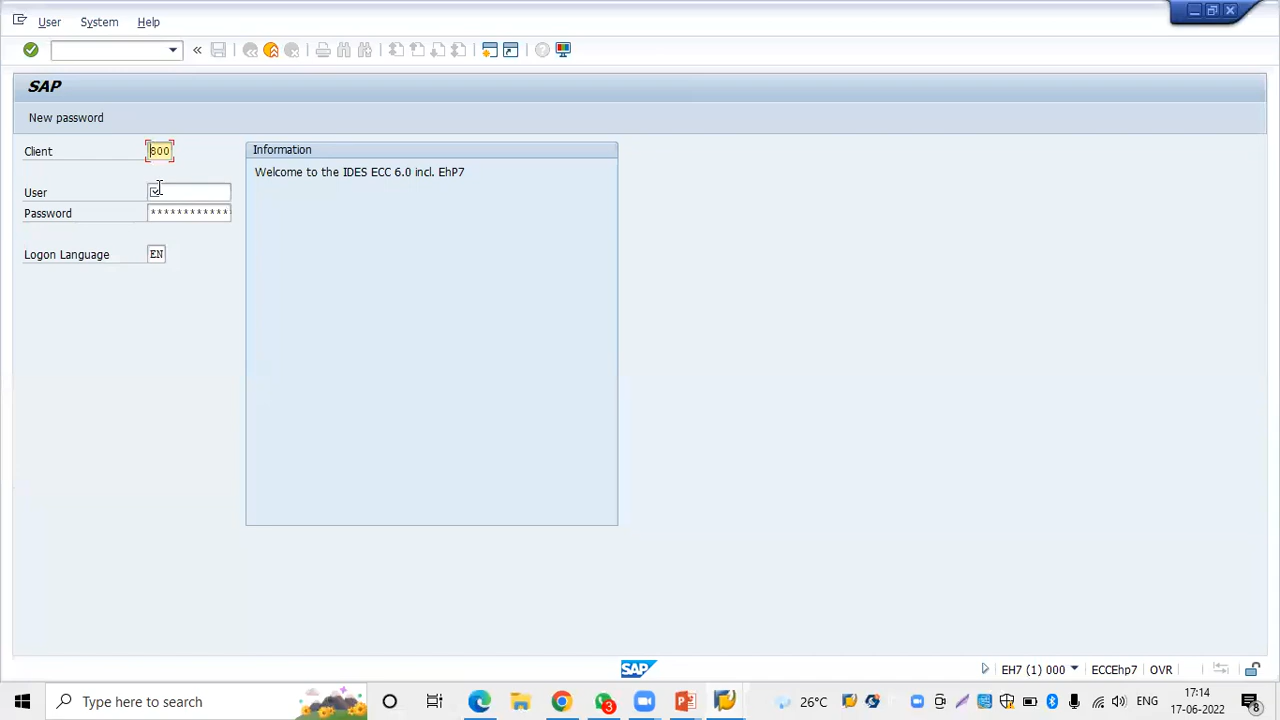 User System Help
SAP
New password
Client 800
Information
Welcome to the IDES ECC 6.0 incl. EhP7
User
Password ************
Logon Language EN
SAP
EH7 (1) 000 ECCEhp7 OVR
Type here to search
3
26°C
ENG
17:14
17-06-2022
8